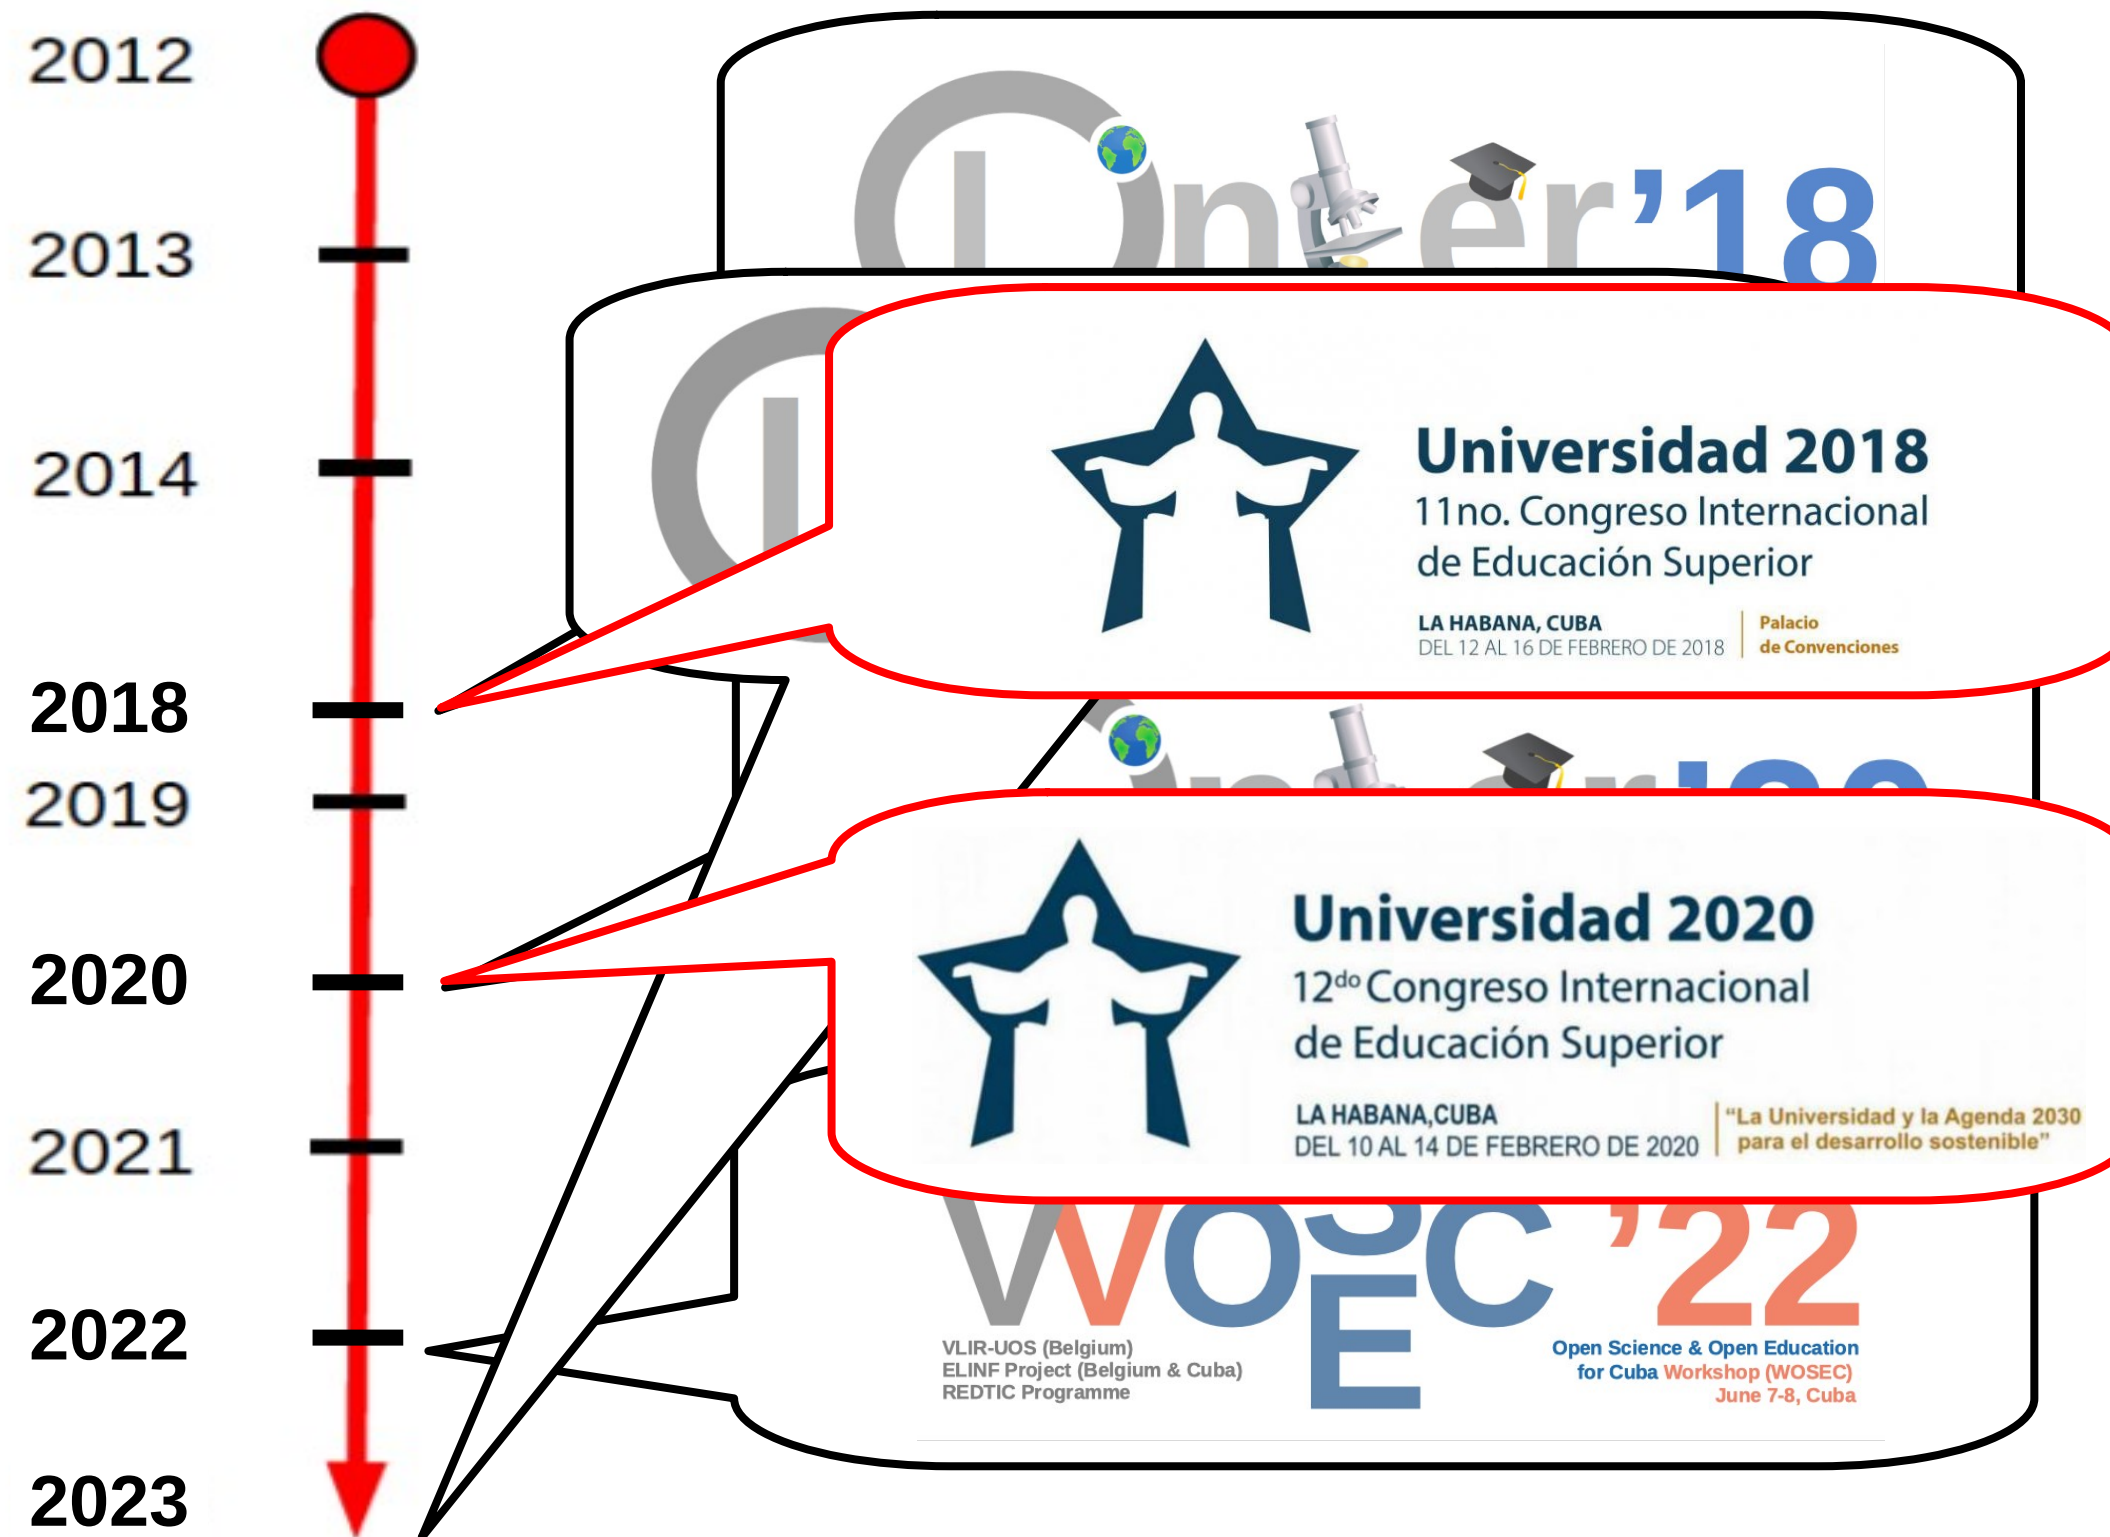 2012
2013
2014
2018
2019
2020
2021
2022
2023
’18
Universidad 2018
11no. Congreso Internacional
de Educación Superior
LA HABANA, CUBA
DEL 12 AL 16 DE FEBRERO DE 2018
Palacio
de Convenciones
Universidad 2020
12do Congreso Internacional
de Educación Superior
LA HABANA,CUBA
DEL 10 AL 14 DE FEBRERO DE 2020
“La Universidad y la Agenda 2030
para el desarrollo sostenible”
WOSEC ’22
VLIR-UOS (Belgium)
ELINF Project (Belgium & Cuba)
REDTIC Programme
Open Science & Open Education
for Cuba Workshop (WOSEC)
June 7-8, Cuba